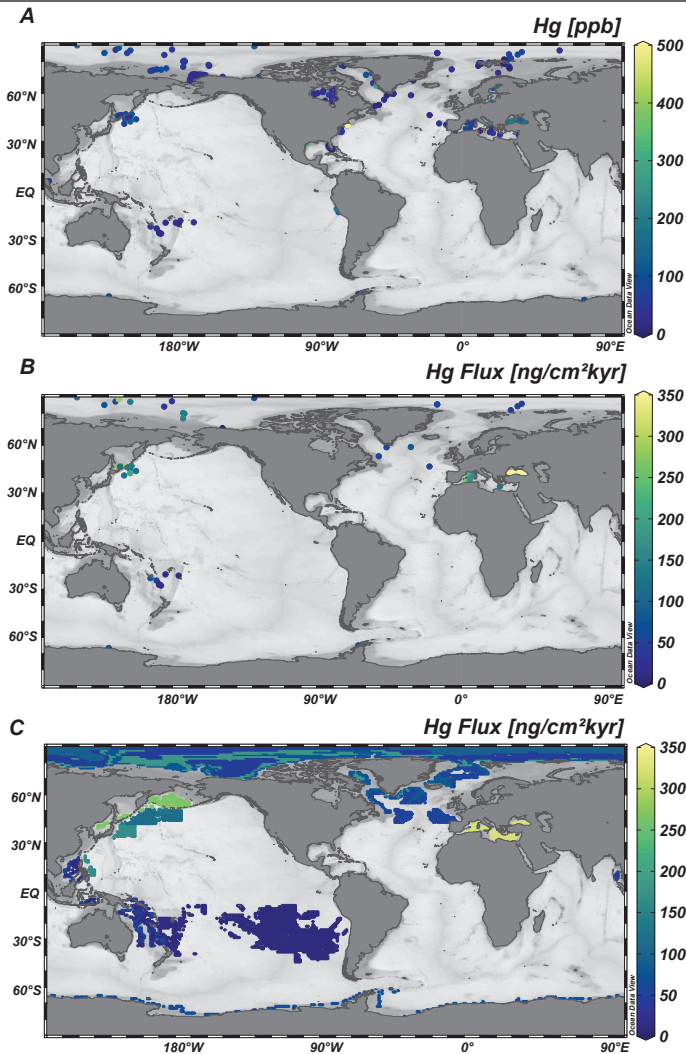 A
Hg [ppb]
500
400
300
200
100
0
60°N
30°N
EQ
30°S
60°S
180°W
90°W
0°
90°E
Ocean Data View
B
Hg Flux [ng/cm²kyr]
350
300
250
200
150
100
50
0
60°N
30°N
EQ
30°S
60°S
180°W
90°W
0°
90°E
Ocean Data View
C
Hg Flux [ng/cm²kyr]
350
300
250
200
150
100
50
0
60°N
30°N
EQ
30°S
60°S
180°W
90°W
0°
90°E
Ocean Data View